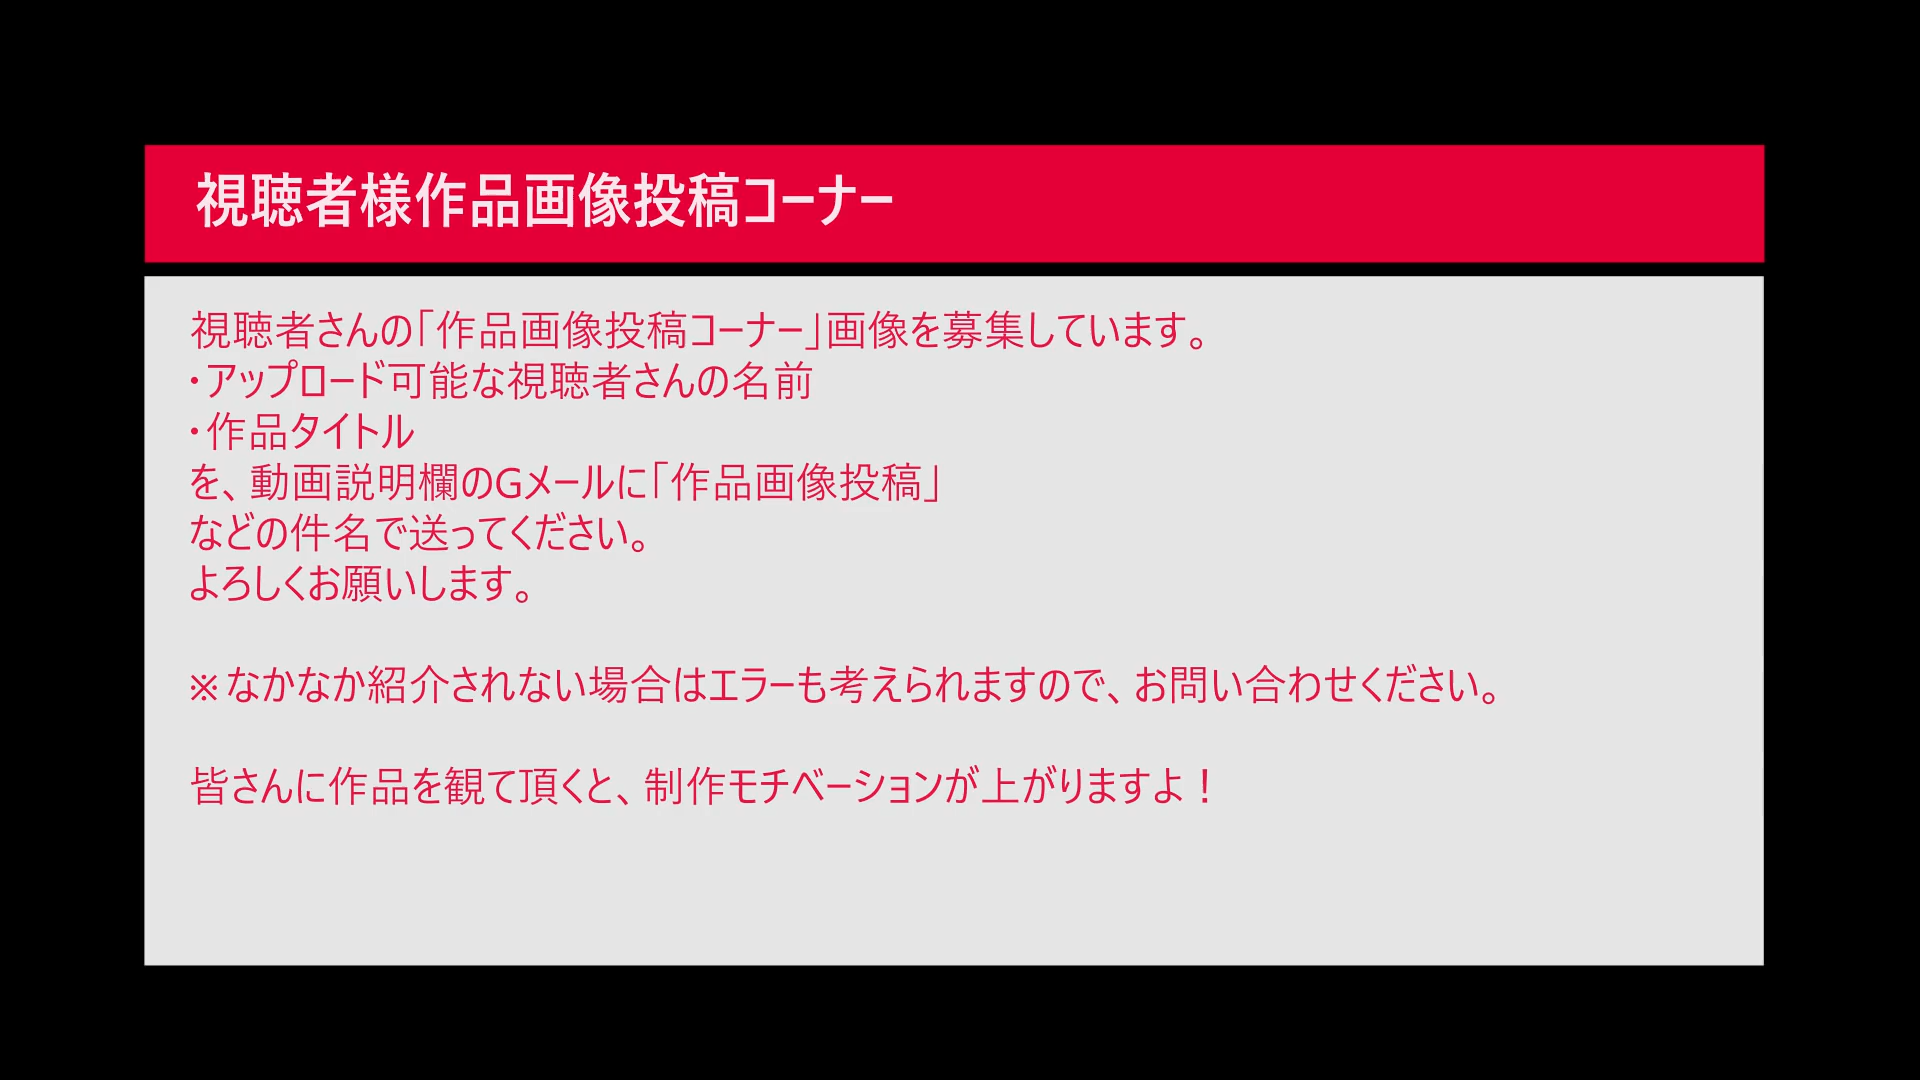 視聴者様作品画像投稿コーナー
視聴者さんの「作品画像投稿コーナー」画像を募集しています。
・アップロード可能な視聴者さんの名前
・作品タイトル
を、動画説明欄のGメールに「作品画像投稿」
などの件名で送ってください。
よろしくお願いします。
※なかなか紹介されない場合はエラーも考えられますので、お問い合わせください。
皆さんに作品を観て頂くと、制作モチベーションが上がりますよ！